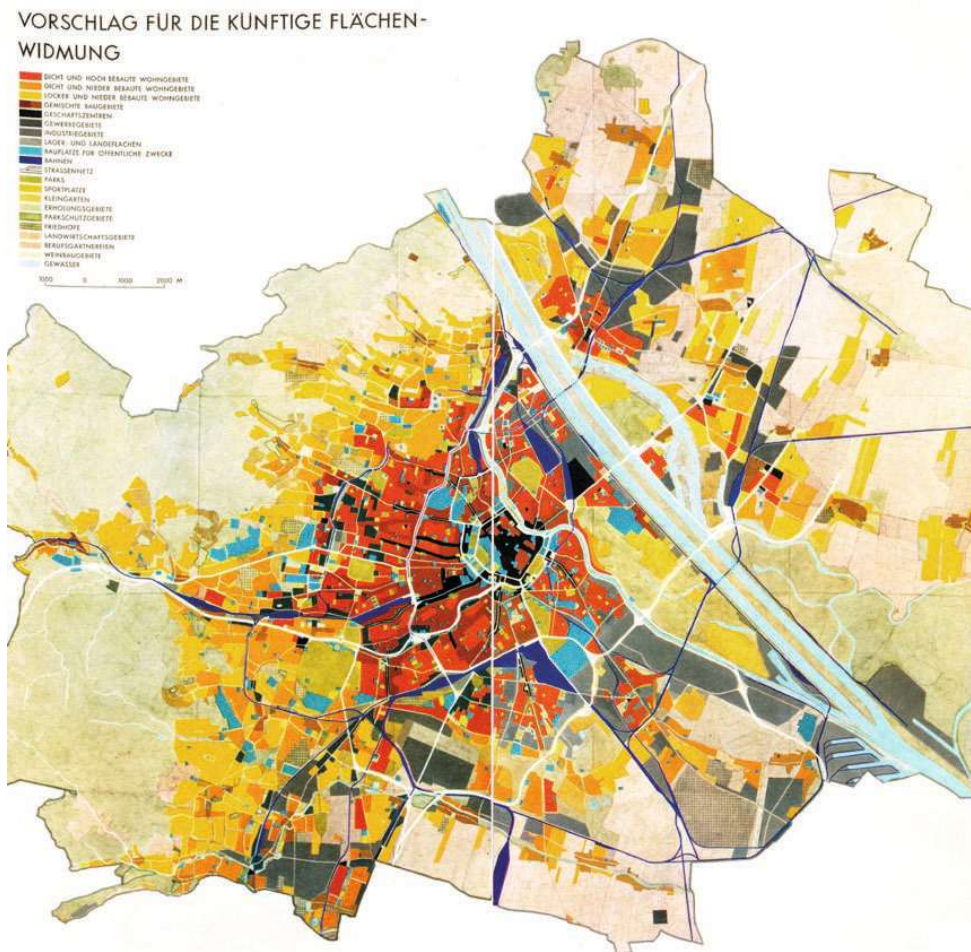 VORSCHLAG FÜR DIE KÜNFTIGE FLÄCHEN-
WIDMUNG
DICHT UND HOCH BEBAUTE WOHNGEBIETE
DICHT UND NIEDER BEBAUTE WOHNGEBIETE
LOCKER UND NIEDER BEBAUTE WOHNGEBIETE
GEMISCHTE BAUGEBIETE
GESCHÄFTSZENTREN
GEWERBEGEBIETE
INDUSTRIEGEBIETE
LAGER- UND LÄNDEFLÄCHEN
BAUPLÄTZE FÜR ÖFFENTLICHE ZWECKE
BAHNEN
STRASSENNETZ
PARKS
SPORTPLÄTZE
KLEINGÄRTEN
ERHOLUNGSGEBIETE
PARKSCHUTZGEBIETE
FRIEDHÖFE
LANDWIRTSCHAFTSGEBIETE
BERUFSGÄRTNEREIEN
WEINBAUGEBIETE
GEWÄSSER
1000 0 1000 2000 M